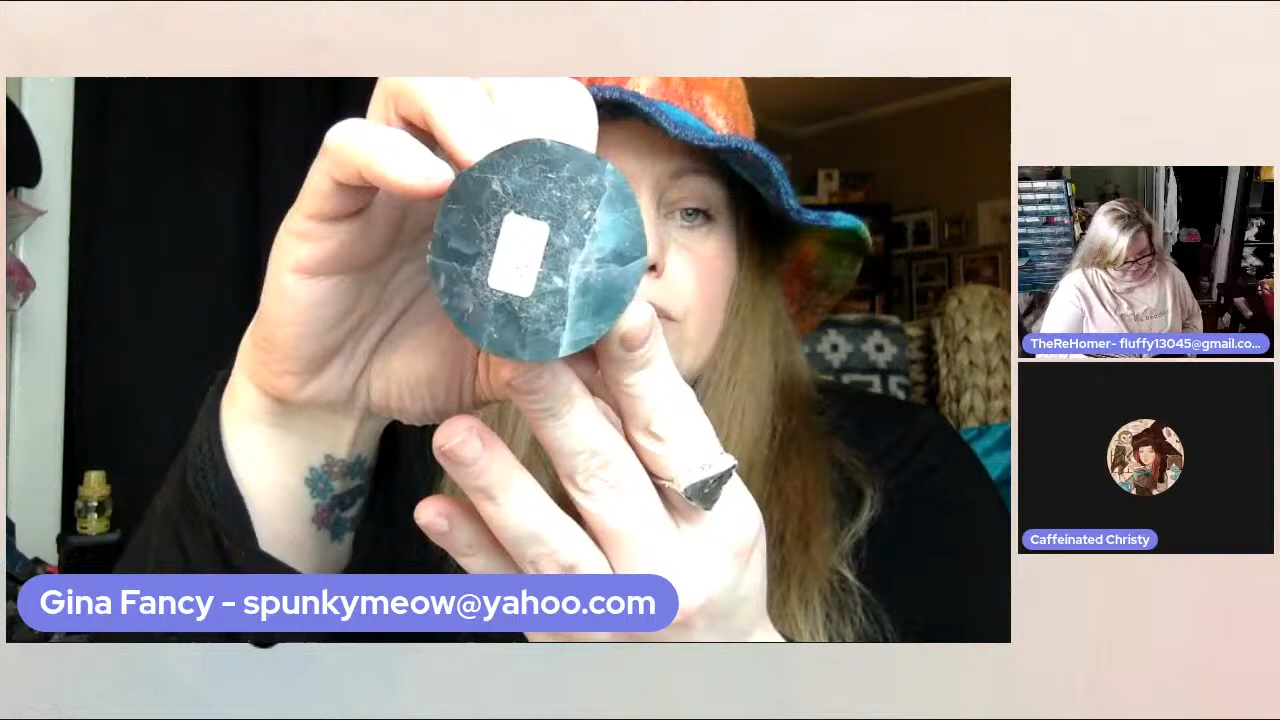 Gina Fancy - spunkymeow@yahoo.com
TheReHomer- fluffy13045@gmail.co...
Caffeinated Christy